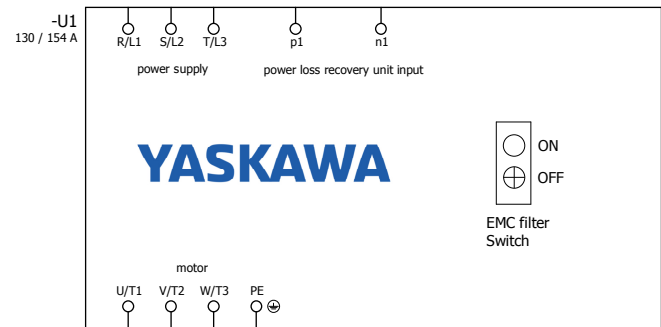 -U1
130 / 154 A
R/L1 S/L2 T/L3 p1 n1
power supply power loss recovery unit input
YASKAWA
ON
OFF
EMC filter
Switch
motor
U/T1 V/T2 W/T3 PE